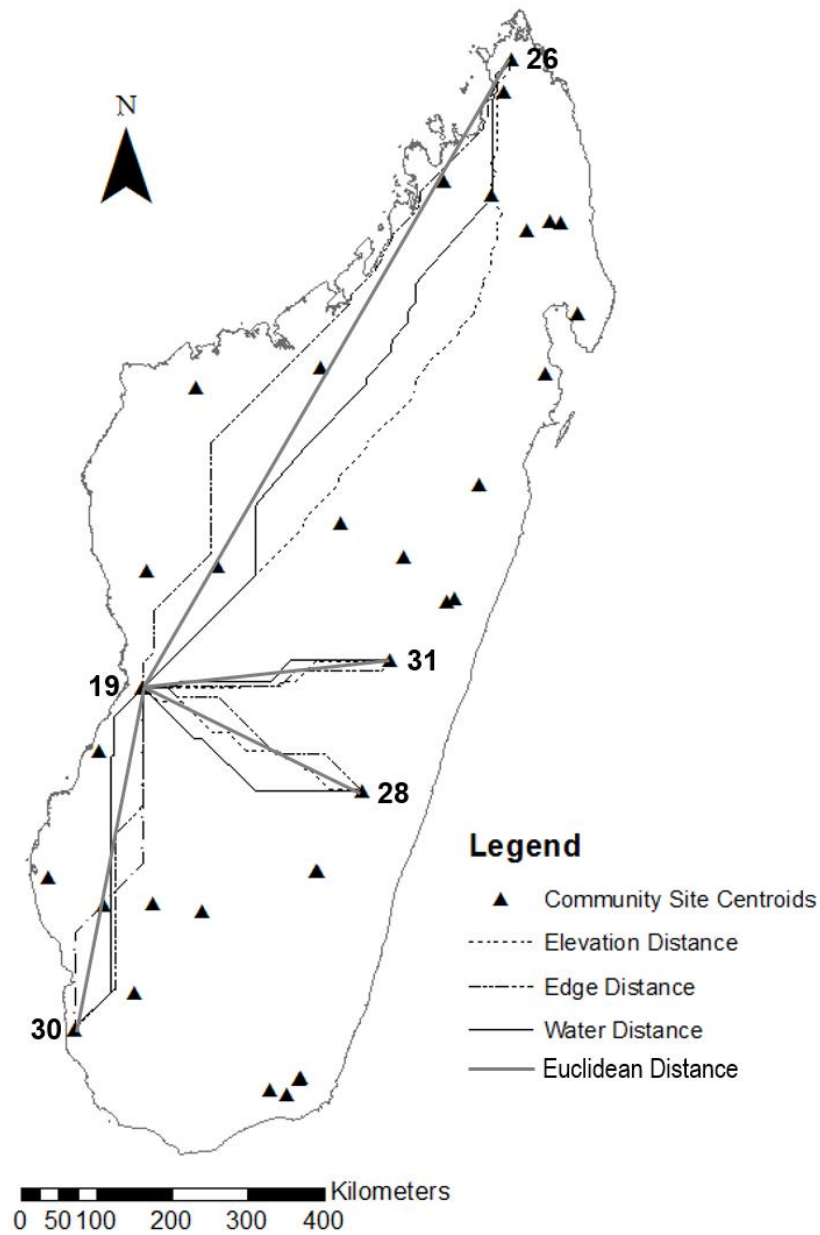 26
N
31
19
28
Legend
Community Site Centroids
Elevation Distance
Edge Distance
30
Water Distance
Euclidean Distance
Kilometers
0 50 100 200 300 400